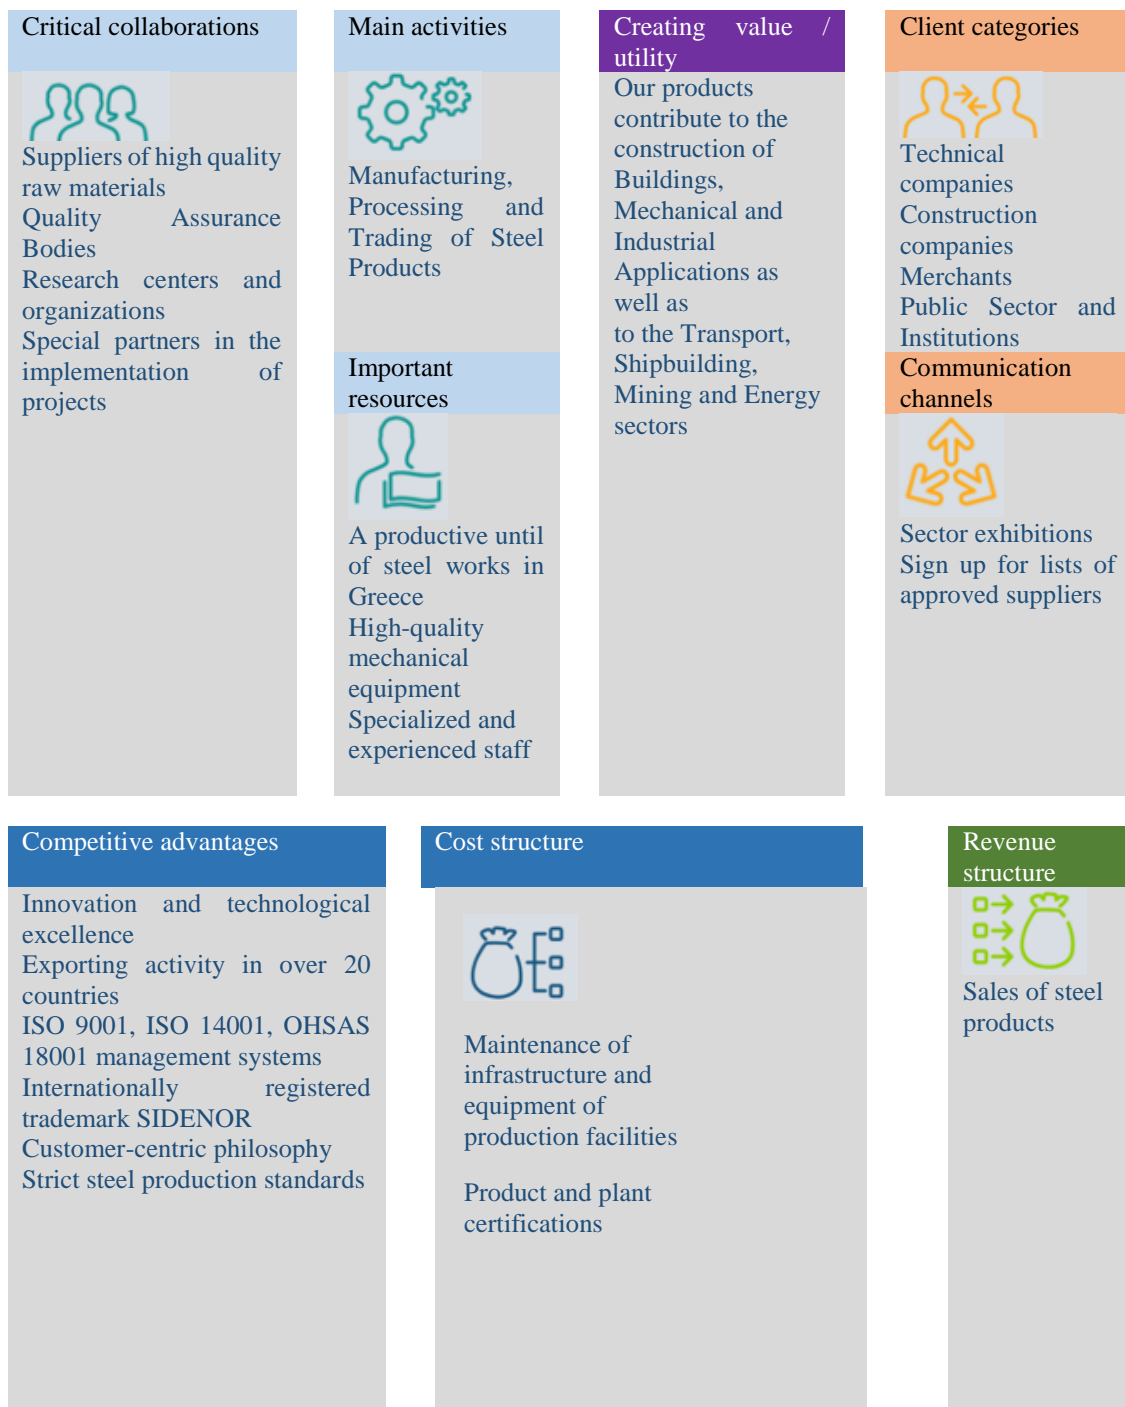 Critical collaborations
Suppliers of high quality
raw materials
Quality Assurance
Bodies
Research centers and
organizations
Special partners in the
implementation of
projects
Main activities
Manufacturing,
Processing and
Trading of Steel
Products
Important
resources
A productive until
of steel works in
Greece
High-quality
mechanical
equipment
Specialized and
experienced staff
Creating value /
utility
Our products
contribute to the
construction of
Buildings,
Mechanical and
Industrial
Applications as
well as
to the Transport,
Shipbuilding,
Mining and Energy
sectors
Client categories
Technical
companies
Construction
companies
Merchants
Public Sector and
Institutions
Communication
channels
Sector exhibitions
Sign up for lists of
approved suppliers
Competitive advantages
Innovation and technological
excellence
Exporting activity in over 20
countries
ISO 9001, ISO 14001, OHSAS
18001 management systems
Internationally registered
trademark SIDENOR
Customer-centric philosophy
Strict steel production standards
Cost structure
Maintenance of
infrastructure and
equipment of
production facilities
Product and plant
certifications
Revenue
structure
Sales of steel
products